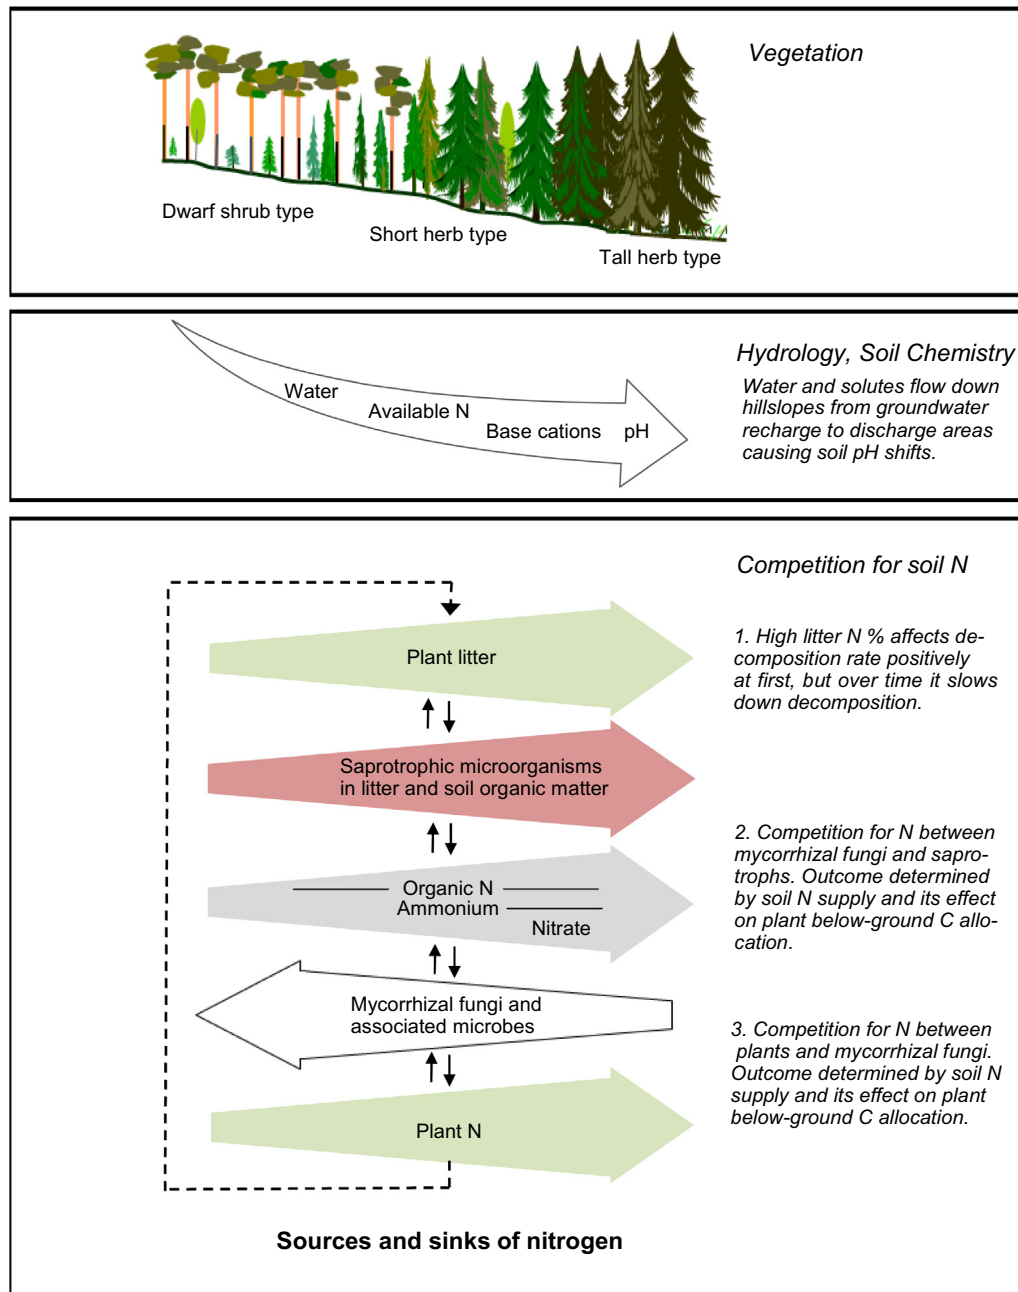 Vegetation
Dwarf shrub type
Short herb type
Tall herb type
Hydrology, Soil Chemistry
Water and solutes flow down
hillslopes from groundwater
recharge to discharge areas
causing soil pH shifts.
Water
Available N
Base cations pH
Competition for soil N
1. High litter N % affects de-
composition rate positively
at first, but over time it slows
down decomposition.
Plant litter
Saprotrophic microorganisms
in litter and soil organic matter
2. Competition for N between
mycorrhizal fungi and sapro-
trophs. Outcome determined
by soil N supply and its effect
on plant below-ground C allo-
cation.
Organic N
Ammonium
Nitrate
Mycorrhizal fungi and
associated microbes
3. Competition for N between
plants and mycorrhizal fungi.
Outcome determined by soil N
supply and its effect on plant
below-ground C allocation.
Plant N
Sources and sinks of nitrogen